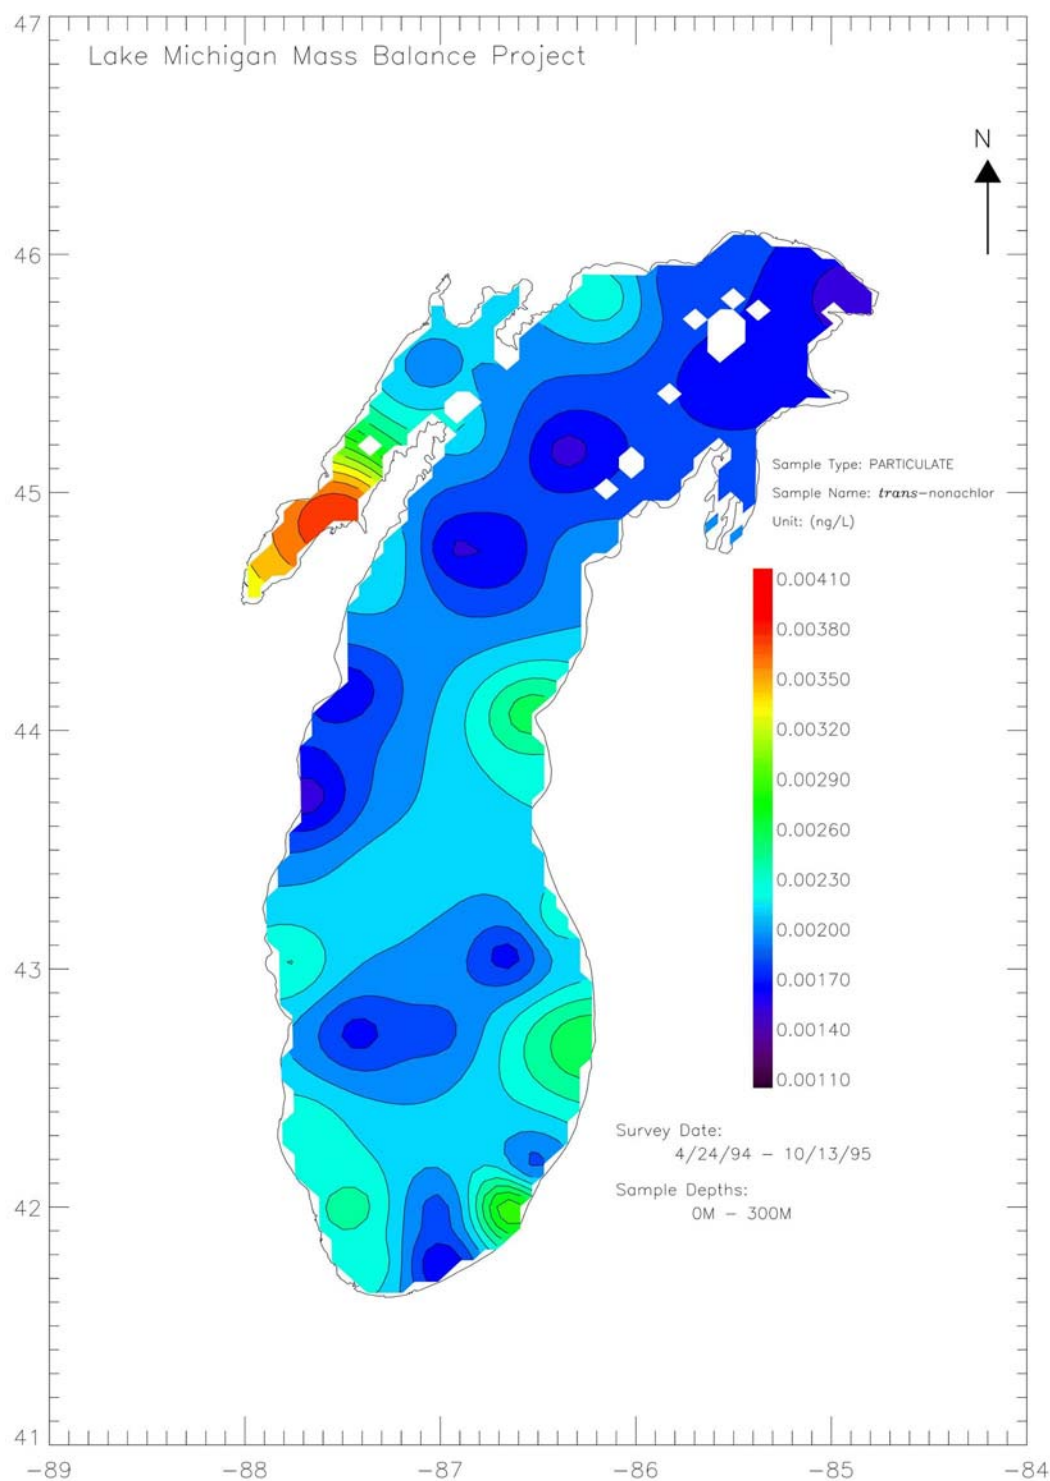 47
Lake Michigan Mass Balance Project
N
46
45
Sample Type: PARTICULATE
Sample Name: trans-nonachlor
Unit: (ng/L)
0.00410
0.00380
0.00350
0.00320
0.00290
0.00260
0.00230
0.00200
0.00170
0.00140
0.00110
44
43
Survey Date:
4/24/94 - 10/13/95
Sample Depths:
0M - 300M
42
41
-89 -88 -87 -86 -85 -84